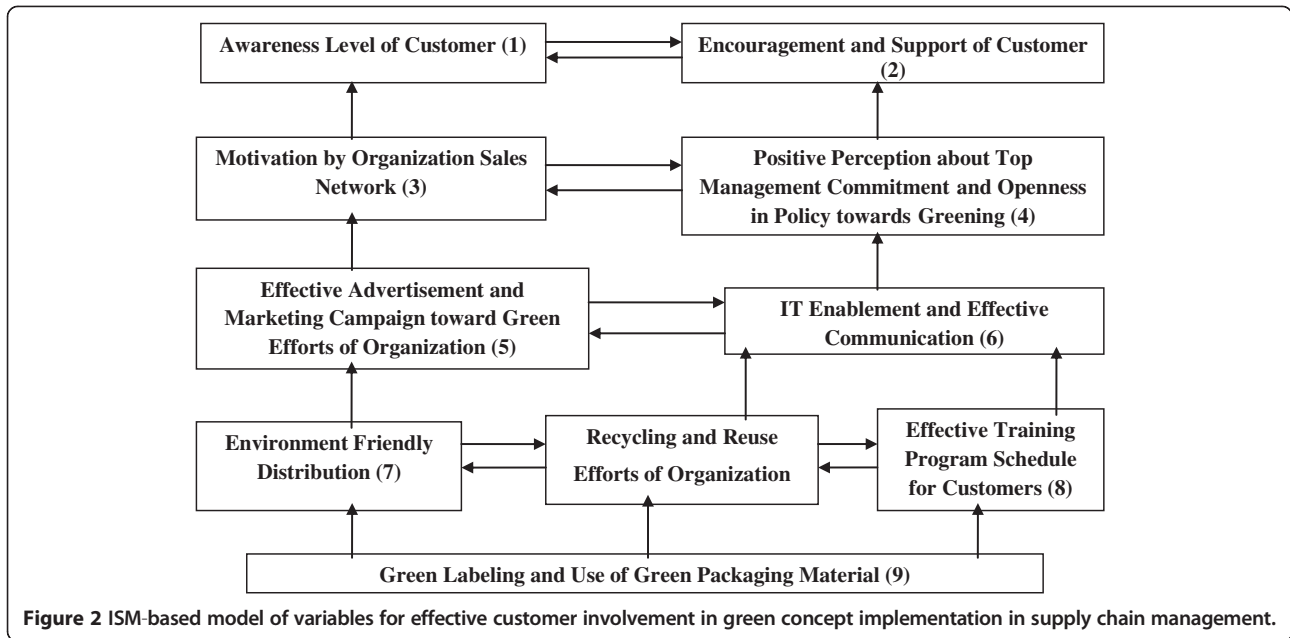 Awareness Level of Customer (1)
Encouragement and Support of Customer
(2)
Motivation by Organization Sales
Network (3)
Positive Perception about Top
Management Commitment and Openness
in Policy towards Greening (4)
Effective Advertisement and
Marketing Campaign toward Green
Efforts of Organization (5)
IT Enablement and Effective
Communication (6)
Environment Friendly
Distribution (7)
Recycling and Reuse
Efforts of Organization
Effective Training
Program Schedule
for Customers (8)
Green Labeling and Use of Green Packaging Material (9)
Figure 2 ISM-based model of variables for effective customer involvement in green concept implementation in supply chain management.